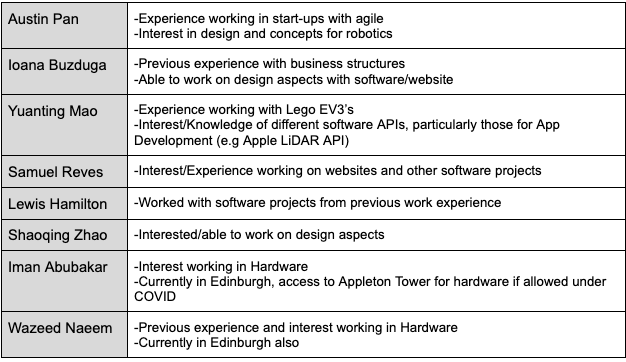 Austin Pan
-Experience working in start-ups with agile
-Interest in design and concepts for robotics
Ioana Buzduga
-Previous experience with business structures
-Able to work on design aspects with software/website
Yuanting Mao
-Experience working with Lego EV3's
-Interest/Knowledge of different software APIs, particularly those for App
Development (e.g Apple LiDAR API)
Samuel Reves
-Interest/Experience working on websites and other software projects
Lewis Hamilton
-Worked with software projects from previous work experience
Shaoqing Zhao
-Interested/able to work on design aspects
Iman Abubakar
-Interest working in Hardware
-Currently in Edinburgh, access to Appleton Tower for hardware if allowed under
COVID
Wazeed Naeem
-Previous experience and interest working in Hardware
-Currently in Edinburgh also